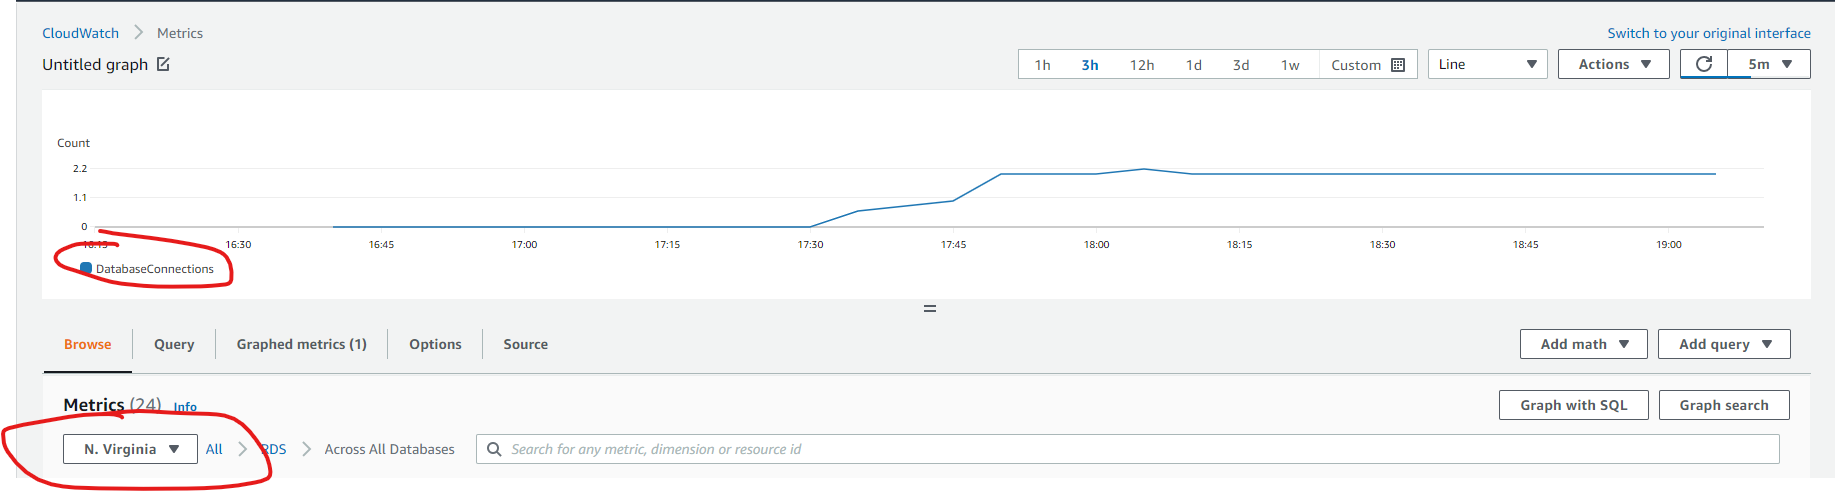 CloudWatch Metrics
Switch to your original interface
Untitled graph
1h 3h 12h 1d 3d 1w Custom Line Actions 5m
Count
2.2
1.1
0
16:15 16:30 16:45 17:00 17:15 17:30 17:45 18:00 18:15 18:30 18:45 19:00
DatabaseConnections
Browse Query Graphed metrics (1) Options Source Add math Add query
Metrics (24) Info Graph with SQL Graph search
N. Virginia All RDS Across All Databases Search for any metric, dimension or resource id